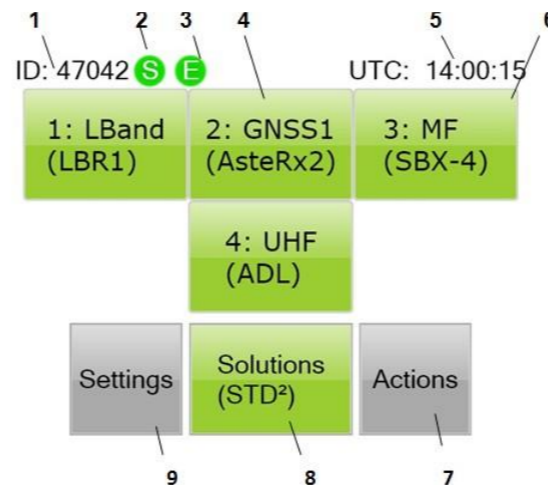 1 2 3 4 5 6
ID: 47042 S E UTC: 14:00:15
1: LBand 2: GNSS1 3: MF
(LBR1) (AsteRx2) (SBX-4)
4: UHF
(ADL)
Settings Solutions Actions
(STD²)
9 8 7